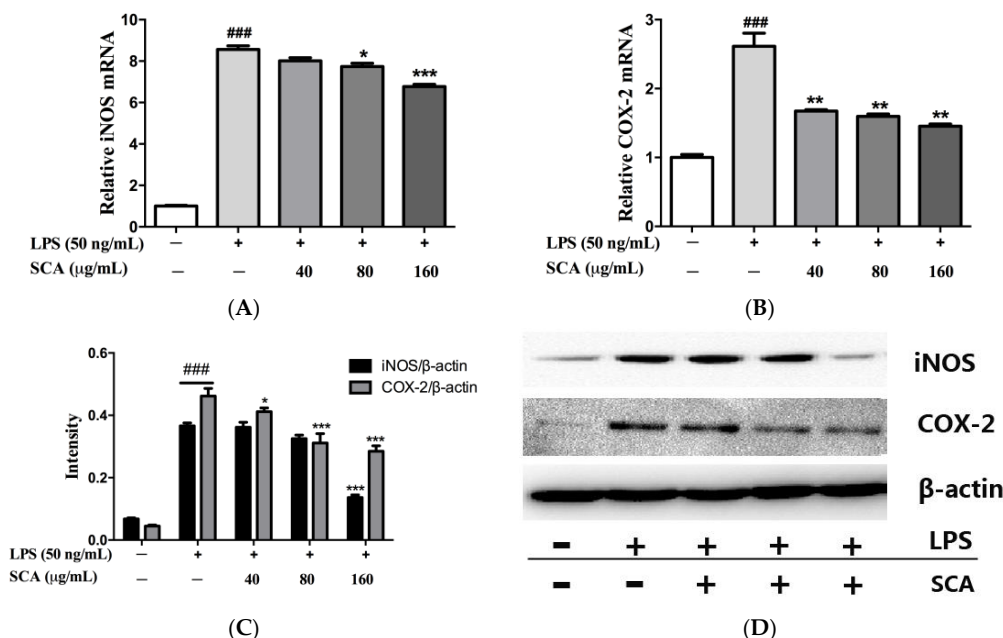 Relative iNOS mRNA
10
8
6
4
2
0
###
*
***
LPS (50 ng/mL) — + + + +
SCA (μg/mL) — — 40 80 160
(A)
Relative COX-2 mRNA
3
2
1
0
###
**
**
**
LPS (50 ng/mL) — + + + +
SCA (μg/mL) — — 40 80 160
(B)
Intensity
0.6
0.4
0.2
0.0
###
*
***
***
***
iNOS/β-actin
COX-2/β-actin
LPS (50 ng/mL) — + + + +
SCA (μg/mL) — — 40 80 160
(C)
iNOS
COX-2
β-actin
– + + + + LPS
– – + + + SCA
(D)